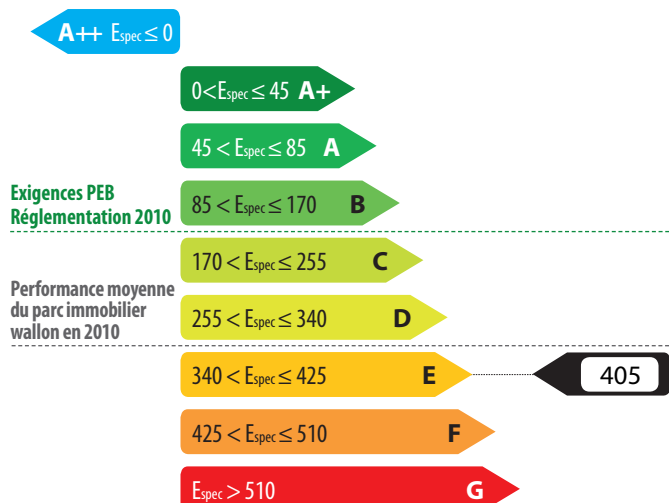 A++ Espec ≤ 0
0<Espec ≤ 45 A+
45 < Espec ≤ 85 A
Exigences PEB
Réglementation 2010
85 < Espec ≤ 170 B
170 < Espec ≤ 255 C
Performance moyenne
du parc immobilier
wallon en 2010
255 < Espec ≤ 340 D
340 < Espec ≤ 425 E
405
425 < Espec ≤ 510 F
Espec > 510 G